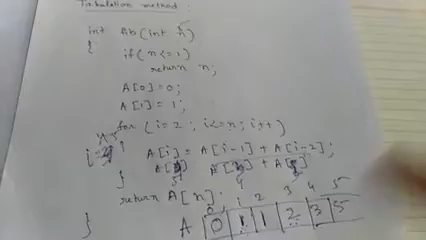 Tabulation method:
int fib(int n)
{
if(n<=1)
return n;
A[0]=0;
A[1]=1;
for (i=2; i<=n; i++)
{
A[i] = A[i-1] + A[i-2];
}
return A[n];
0 1 2 3 4 5
A 0 1 1 2 3 5
}